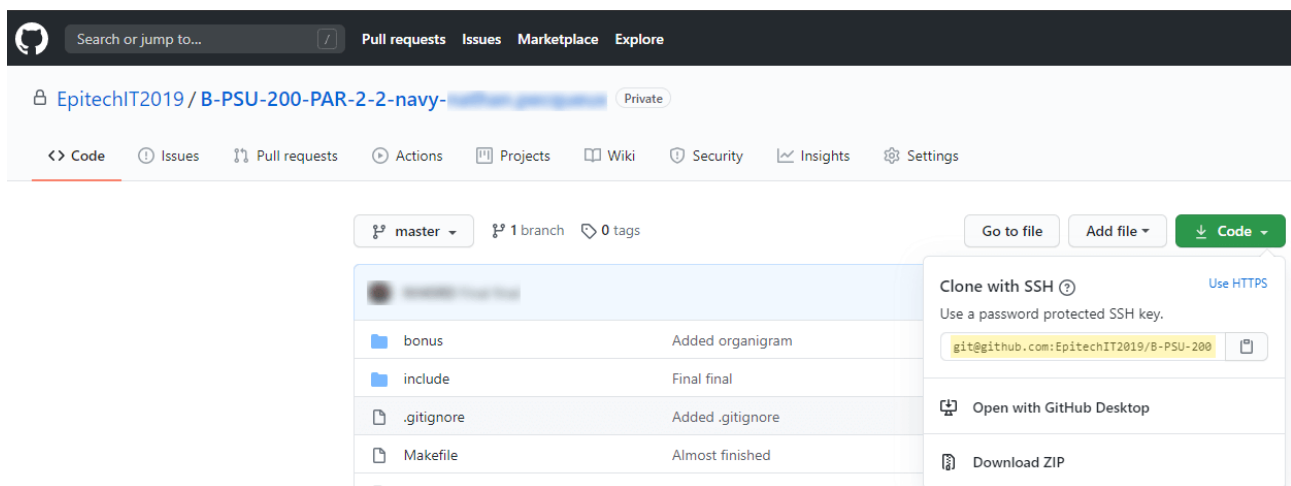 Search or jump to... / Pull requests Issues Marketplace Explore
EpitechIT2019 / B-PSU-200-PAR-2-2-navy- Private
<> Code Issues Pull requests Actions Projects Wiki Security Insights Settings
master 1 branch 0 tags Go to file Add file Code
Clone with SSH ? Use HTTPS
Use a password protected SSH key.
git@github.com:EpitechIT2019/B-PSU-200
bonus Added organigram
include Final final
.gitignore Added .gitignore
Open with GitHub Desktop
Makefile Almost finished
Download ZIP